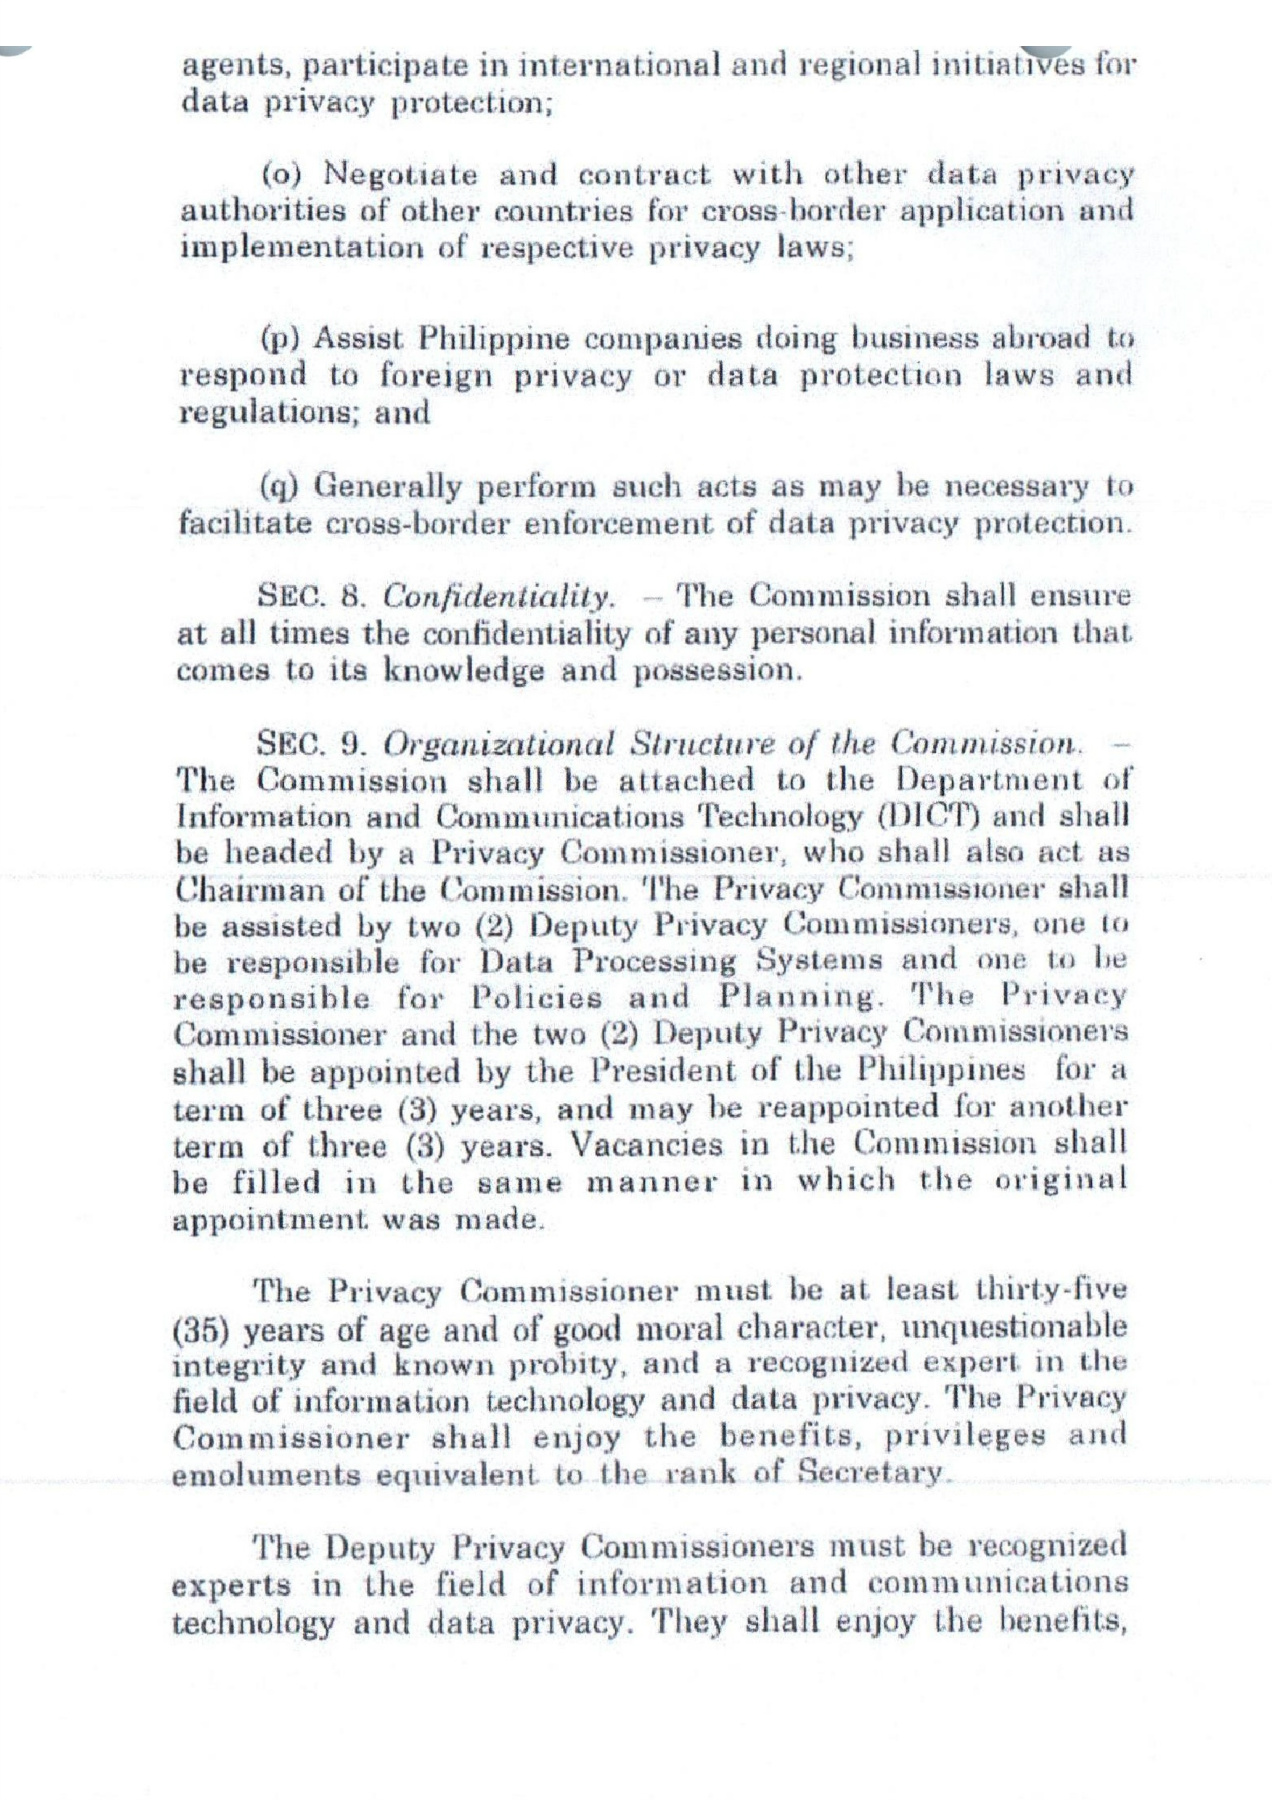 agents, participate in international and regional initiatives for
data privacy protection;
(o) Negotiate and contract with other data privacy
authorities of other countries for cross-border application and
implementation of respective privacy laws;
(p) Assist Philippine companies doing business abroad to
respond to foreign privacy or data protection laws and
regulations; and
(q) Generally perform such acts as may be necessary to
facilitate cross-border enforcement of data privacy protection.
SEC. 8. Confidentiality. – The Commission shall ensure
at all times the confidentiality of any personal information that
comes to its knowledge and possession.
SEC. 9. Organizational Structure of the Commission. –
The Commission shall be attached to the Department of
Information and Communications Technology (DICT) and shall
be headed by a Privacy Commissioner, who shall also act as
Chairman of the Commission. The Privacy Commissioner shall
be assisted by two (2) Deputy Privacy Commissioners, one to
be responsible for Data Processing Systems and one to be
responsible for Policies and Planning. The Privacy
Commissioner and the two (2) Deputy Privacy Commissioners
shall be appointed by the President of the Philippines for a
term of three (3) years, and may be reappointed for another
term of three (3) years. Vacancies in the Commission shall
be filled in the same manner in which the original
appointment was made.
The Privacy Commissioner must be at least thirty-five
(35) years of age and of good moral character, unquestionable
integrity and known probity, and a recognized expert in the
field of information technology and data privacy. The Privacy
Commissioner shall enjoy the benefits, privileges and
emoluments equivalent to the rank of Secretary.
The Deputy Privacy Commissioners must be recognized
experts in the field of information and communications
technology and data privacy. They shall enjoy the benefits,